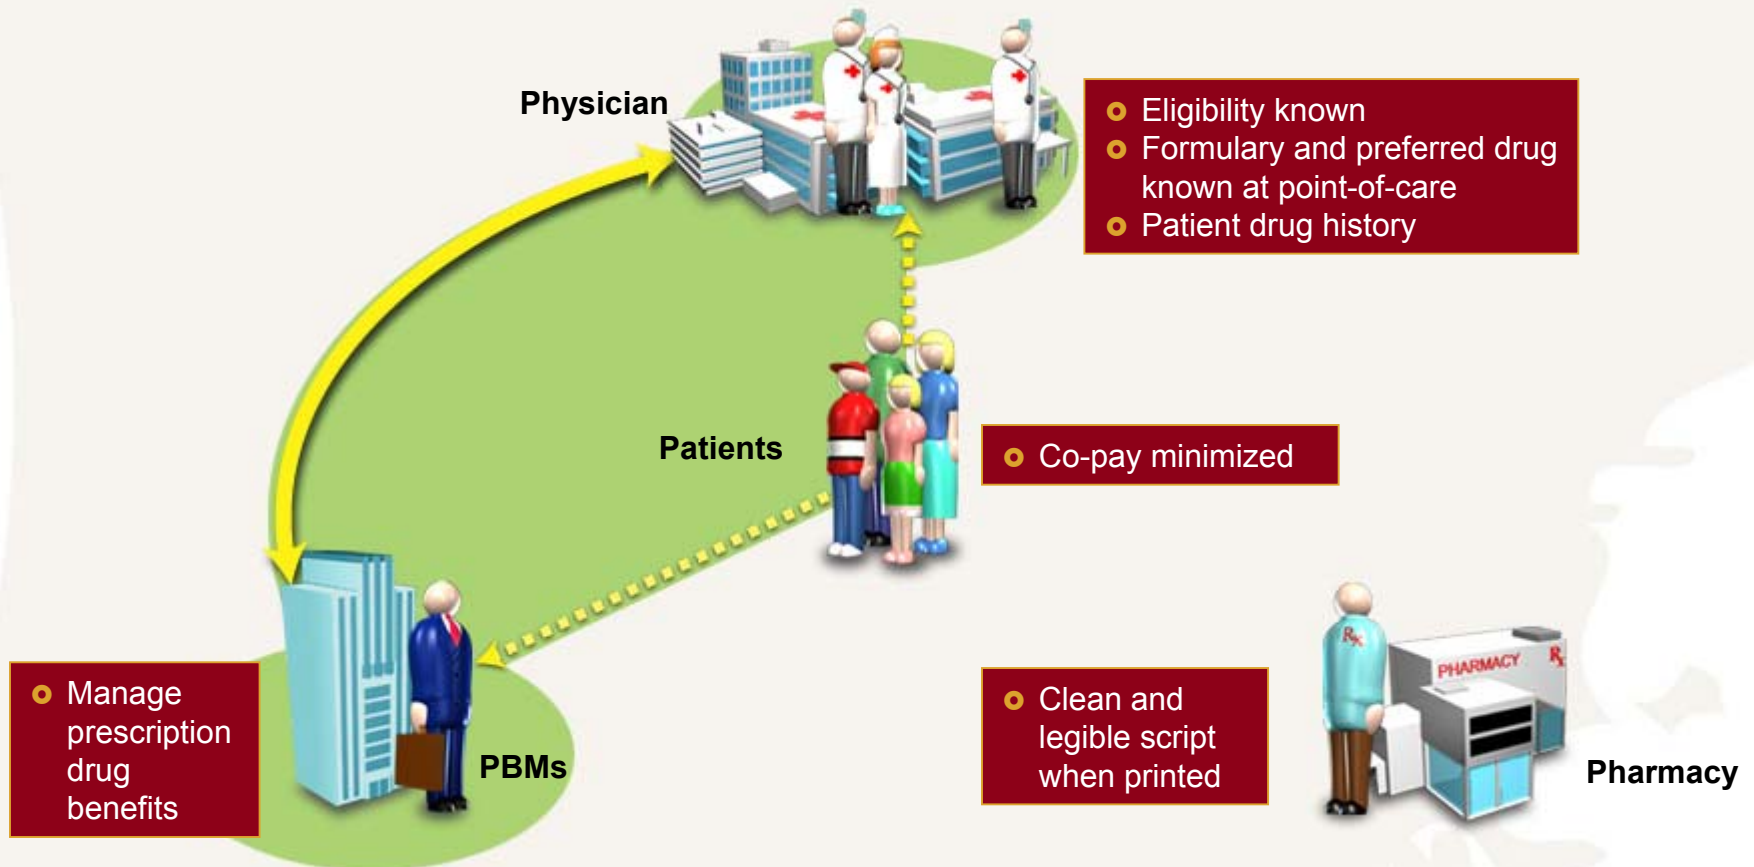 Physician
Eligibility known
Formulary and preferred drug
known at point-of-care
Patient drug history
Patients
Co-pay minimized
Manage
prescription
drug
benefits
PBMs
Clean and
legible script
when printed
Rx
PHARMACY
Rx
Pharmacy